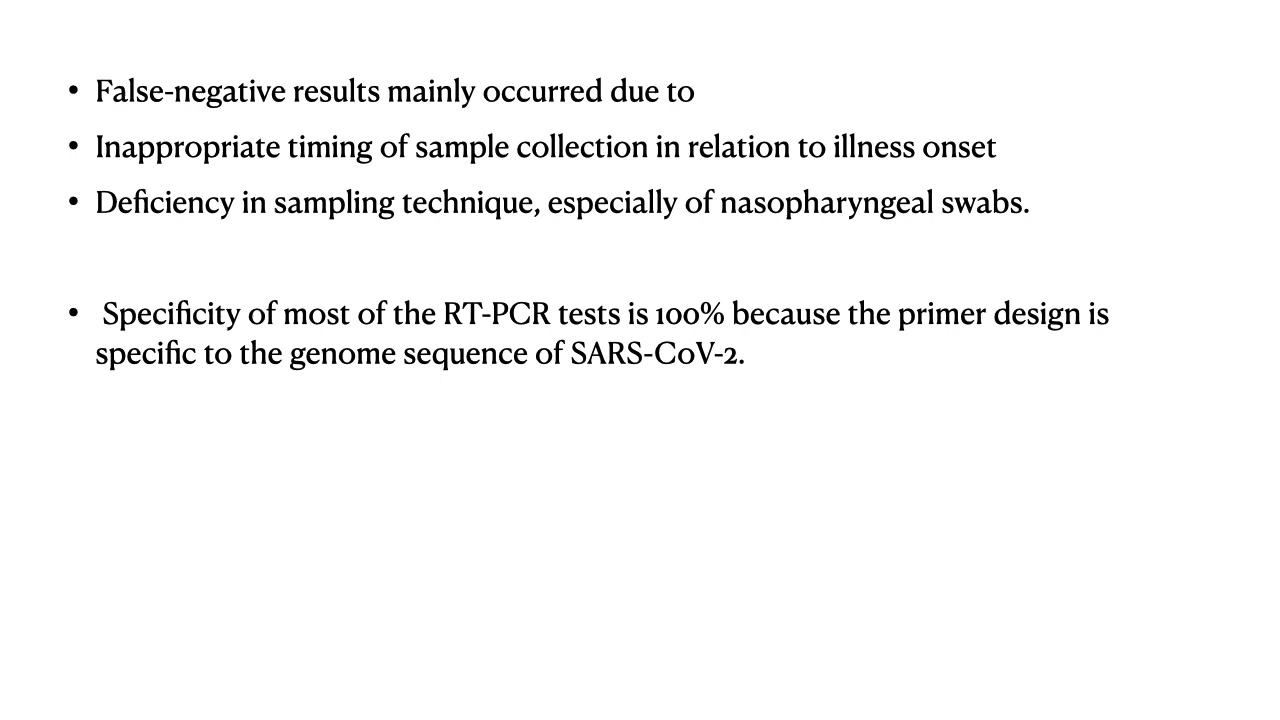 • False-negative results mainly occurred due to
• Inappropriate timing of sample collection in relation to illness onset
• Deficiency in sampling technique, especially of nasopharyngeal swabs.
• Specificity of most of the RT-PCR tests is 100% because the primer design is
specific to the genome sequence of SARS-CoV-2.